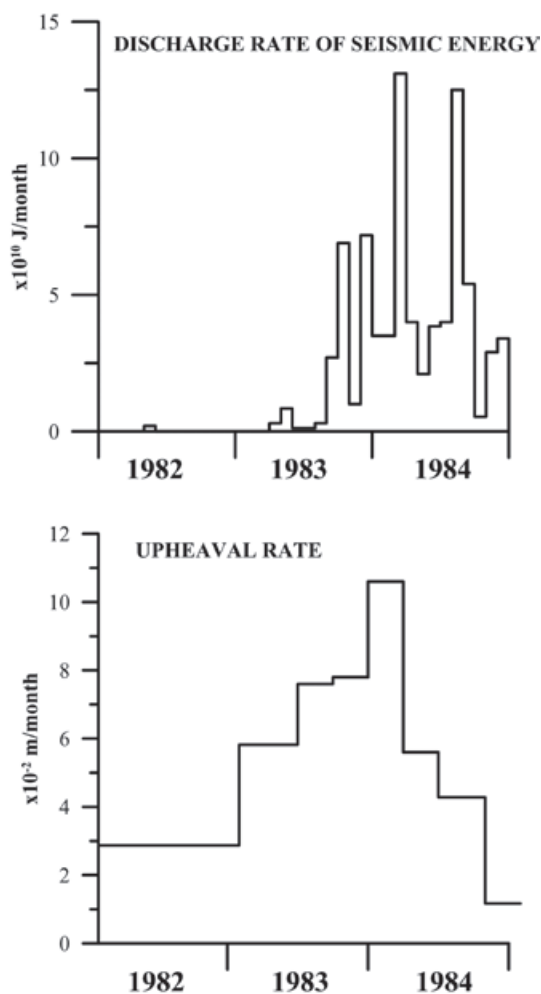 15
DISCHARGE RATE OF SEISMIC ENERGY
10
x10¹⁰ J/month
5
0
1982 1983 1984
12
UPHEAVAL RATE
10
8
6
x10⁻² m/month
4
2
0
1982 1983 1984